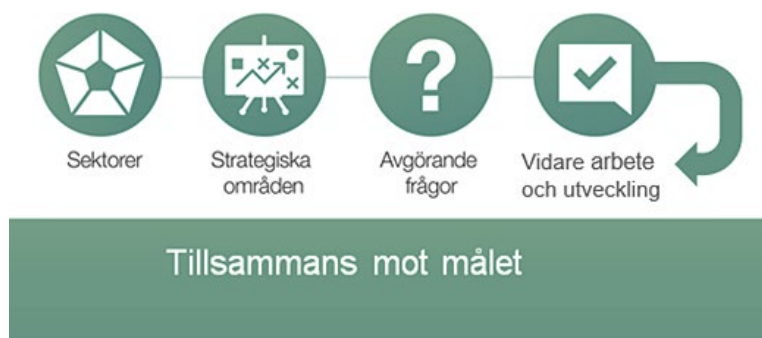 Sektorer
Strategiska
områden
Avgörande
frågor
Vidare arbete
och utveckling
Tillsammans mot målet